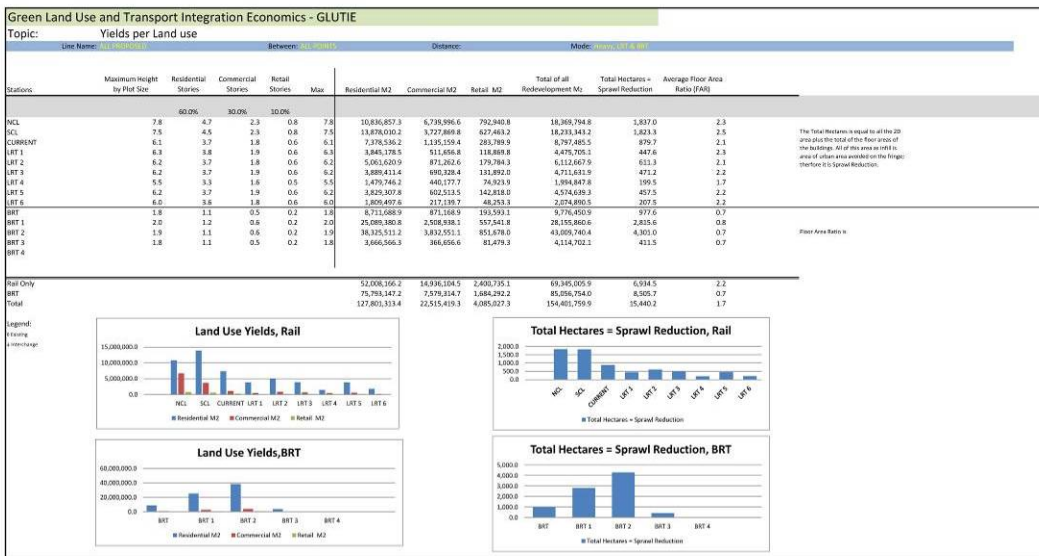 Green Land Use and Transport Integration Economics - GLUTIE
Topic: Yields per Land use
Line Name: ALL PROPOSED Between: ALL POINTS Distance: Mode: Heavy, LRT & BRT
Stations Maximum Height by Plot Size Residential Stories Commercial Stories Retail Stories Max Residential M2 Commercial M2 Retail M2 Total of all Redevelopment M2 Total Hectares = Sprawl Reduction Average Floor Area Ratio (FAR)
60.0% 30.0% 10.0%
NCL 7.8 4.7 2.3 0.8 7.8 10,836,857.3 6,739,996.6 792,940.8 18,369,794.8 1,837.0 2.3
SCL 7.5 4.5 2.3 0.8 7.5 13,878,010.2 3,727,869.8 627,463.2 18,233,343.2 1,823.3 2.5
CURRENT 6.1 3.7 1.8 0.6 6.1 7,378,536.2 1,135,159.4 283,789.9 8,797,485.5 879.7 2.1
LRT 1 6.3 3.8 1.9 0.6 6.3 3,845,178.5 511,656.8 118,869.8 4,475,705.1 447.6 2.3
LRT 2 6.2 3.7 1.8 0.6 6.2 5,061,620.9 871,262.6 179,784.3 6,112,667.9 611.3 2.1
LRT 3 6.2 3.7 1.9 0.6 6.2 3,889,411.4 690,328.4 131,892.0 4,711,631.9 471.2 2.2
LRT 4 5.5 3.3 1.6 0.5 5.5 1,479,746.2 440,177.7 74,923.9 1,994,847.8 199.5 1.7
LRT 5 6.2 3.7 1.9 0.6 6.2 3,829,307.8 602,513.5 142,818.0 4,574,639.3 457.5 2.2
LRT 6 6.0 3.6 1.8 0.6 6.0 1,809,497.6 217,139.7 48,253.3 2,074,890.5 207.5 2.2
BRT 1.8 1.1 0.5 0.2 1.8 8,711,688.9 871,168.9 193,593.1 9,776,450.9 977.6 0.7
BRT 1 2.0 1.2 0.6 0.2 2.0 25,089,380.8 2,508,938.1 557,541.8 28,155,860.6 2,815.6 0.8
BRT 2 1.9 1.1 0.6 0.2 1.9 38,325,511.2 3,832,551.1 851,678.0 43,009,740.4 4,301.0 0.7
BRT 3 1.8 1.1 0.5 0.2 1.8 3,666,566.3 366,656.6 81,479.3 4,114,702.1 411.5 0.7
BRT 4
The Total Hectares is equal to all the 2D
area plus the total of the floor areas of
the buildings. All of this area as infill is
area of urban area avoided on the fringe;
therfore it is Sprawl Reduction.
Floor Area Ratio is
Rail Only 52,008,166.2 14,936,104.5 2,400,735.1 69,345,005.9 6,934.5 2.2
BRT 75,793,147.2 7,579,314.7 1,684,292.2 85,056,754.0 8,505.7 0.7
Total 127,801,313.4 22,515,419.3 4,085,027.3 154,401,759.9 15,440.2 1.7
Legend:
Land Use Yields, Rail
15,000,000.0
10,000,000.0
5,000,000.0
0.0
NCL SCL CURRENT LRT 1 LRT 2 LRT 3 LRT 4 LRT 5 LRT 6
Residential M2 Commercial M2 Retail M2
Total Hectares = Sprawl Reduction, Rail
2,000.0
1,500.0
1,000.0
500.0
0.0
NCL SCL CURRENT LRT 1 LRT 2 LRT 3 LRT 4 LRT 5 LRT 6
Total Hectares = Sprawl Reduction
Land Use Yields,BRT
60,000,000.0
40,000,000.0
20,000,000.0
0.0
BRT BRT 1 BRT 2 BRT 3 BRT 4
Residential M2 Commercial M2 Retail M2
Total Hectares = Sprawl Reduction, BRT
5,000.0
4,000.0
3,000.0
2,000.0
1,000.0
0.0
BRT BRT 1 BRT 2 BRT 3 BRT 4
Total Hectares = Sprawl Reduction